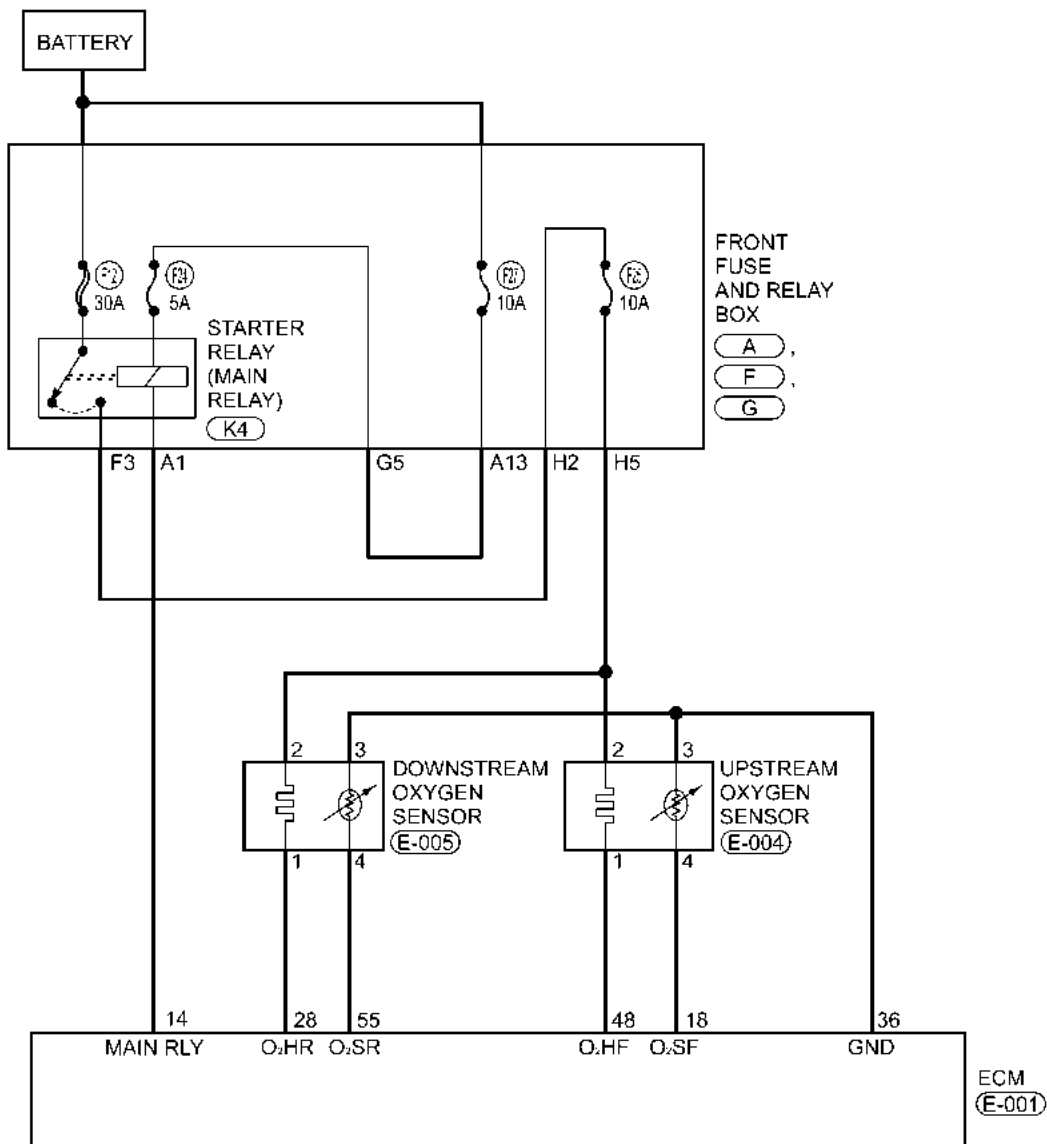 BATTERY
F12
30A
F24
5A
F27
10A
10A
FRONT
FUSE
AND RELAY
BOX
A ,
F ,
G
STARTER
RELAY
(MAIN
RELAY)
K4
F3 A1 G5 A13 H2 H5
2 3
DOWNSTREAM
OXYGEN
SENSOR
E-005
1 4
2 3
UPSTREAM
OXYGEN
SENSOR
E-004
1 4
14 28 55 48 18 36
MAIN RLY O₂HR O₂SR O₂HF O₂SF GND
ECM
E-001